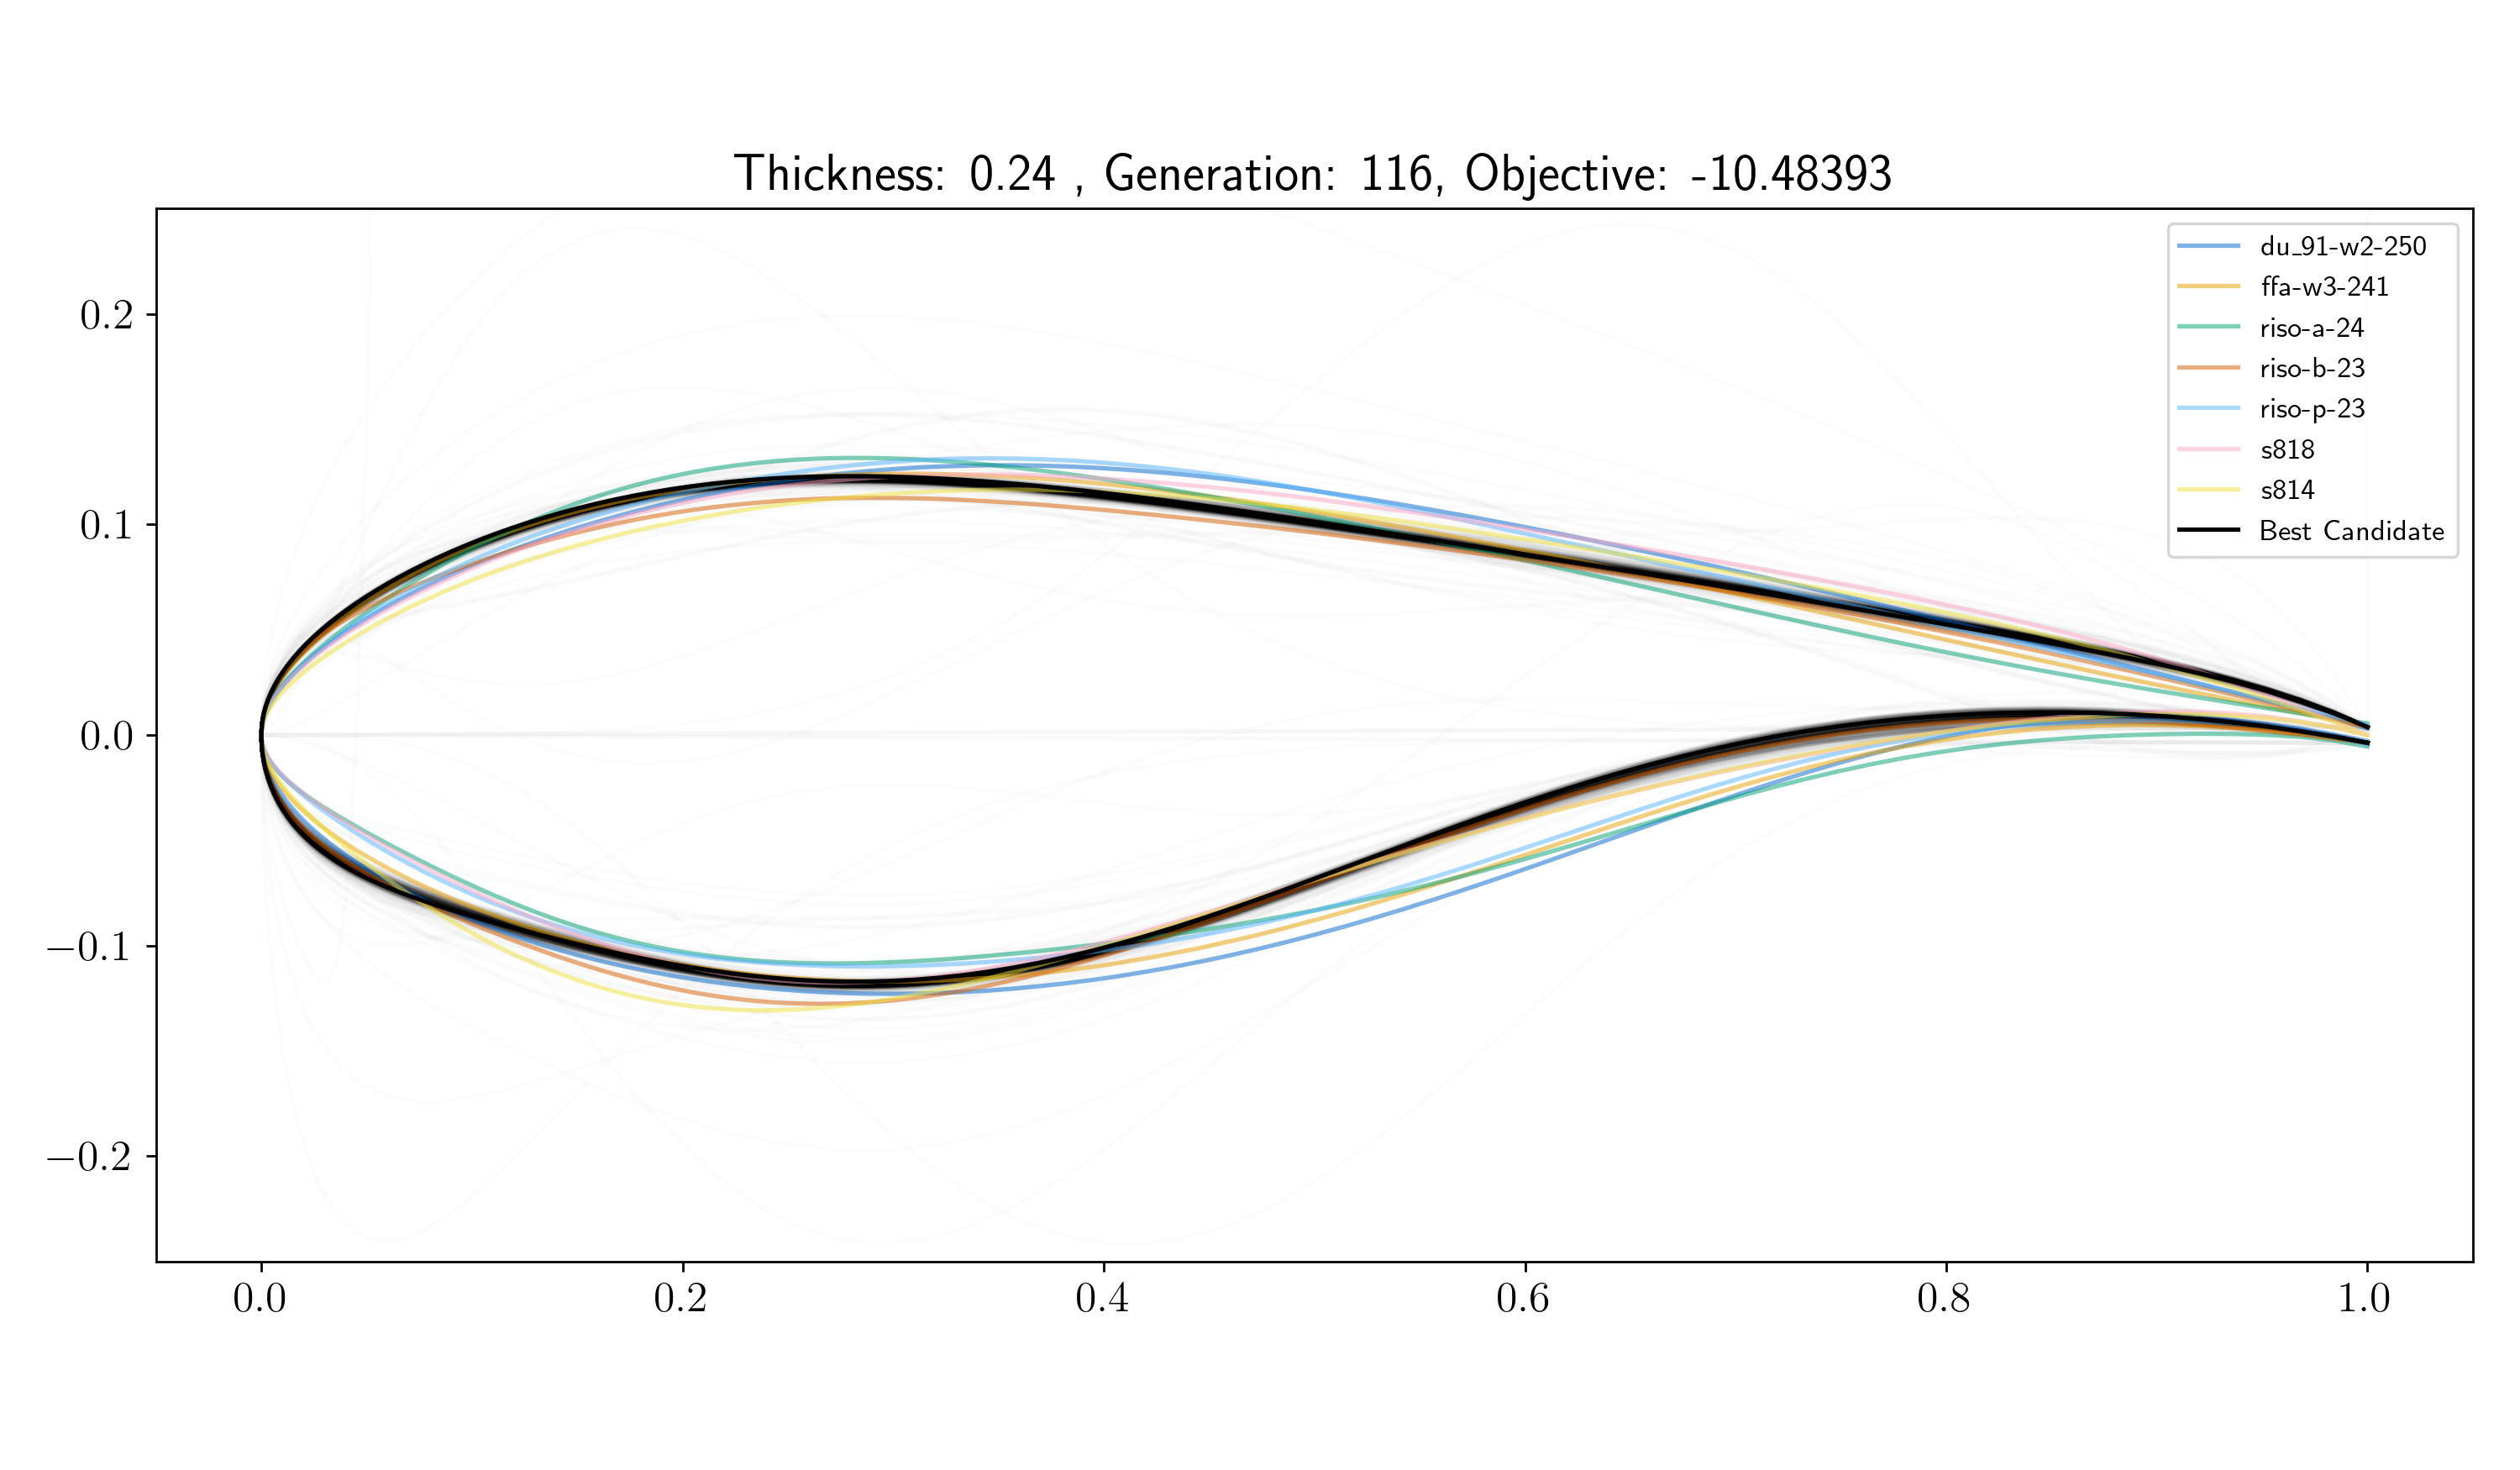 Thickness: 0.24 , Generation: 116, Objective: -10.48393
du_91-w2-250
ffa-w3-241
riso-a-24
riso-b-23
riso-p-23
s818
s814
Best Candidate
0.2
0.1
0.0
−0.1
−0.2
0.0 0.2 0.4 0.6 0.8 1.0